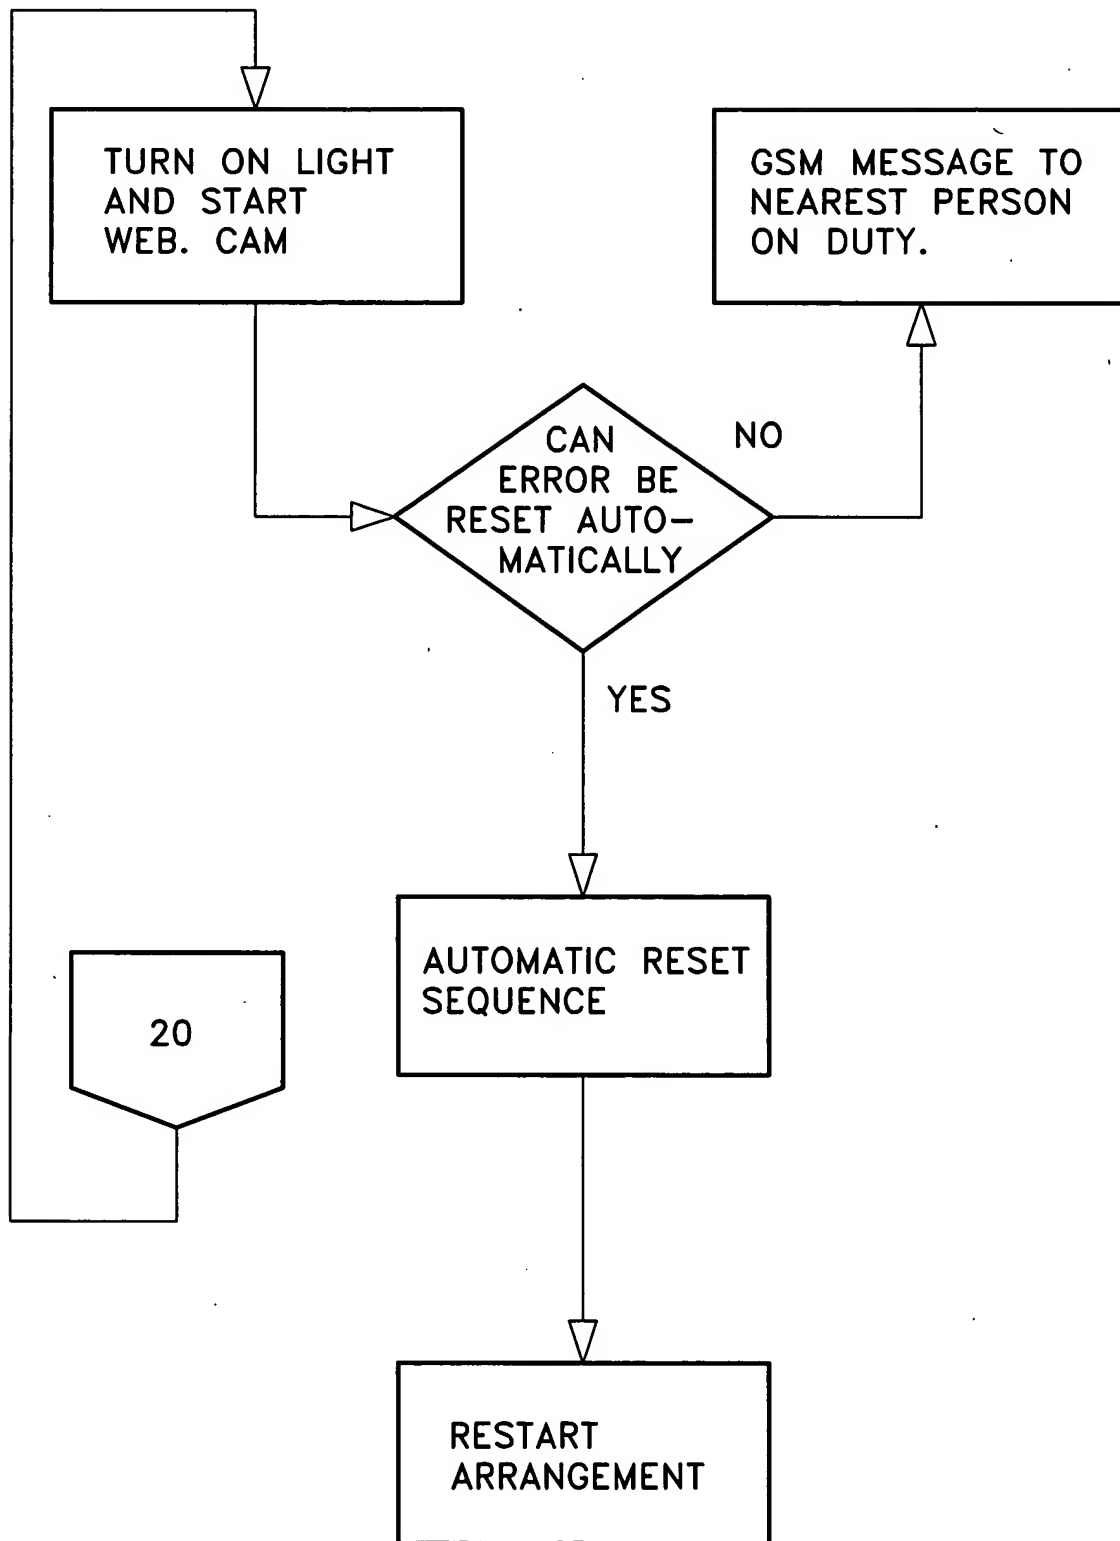 TURN ON LIGHT
AND START
WEB. CAM
GSM MESSAGE TO
NEAREST PERSON
ON DUTY.
CAN
ERROR BE
RESET AUTO-
MATICALLY
NO
YES
AUTOMATIC RESET
SEQUENCE
20
RESTART
ARRANGEMENT